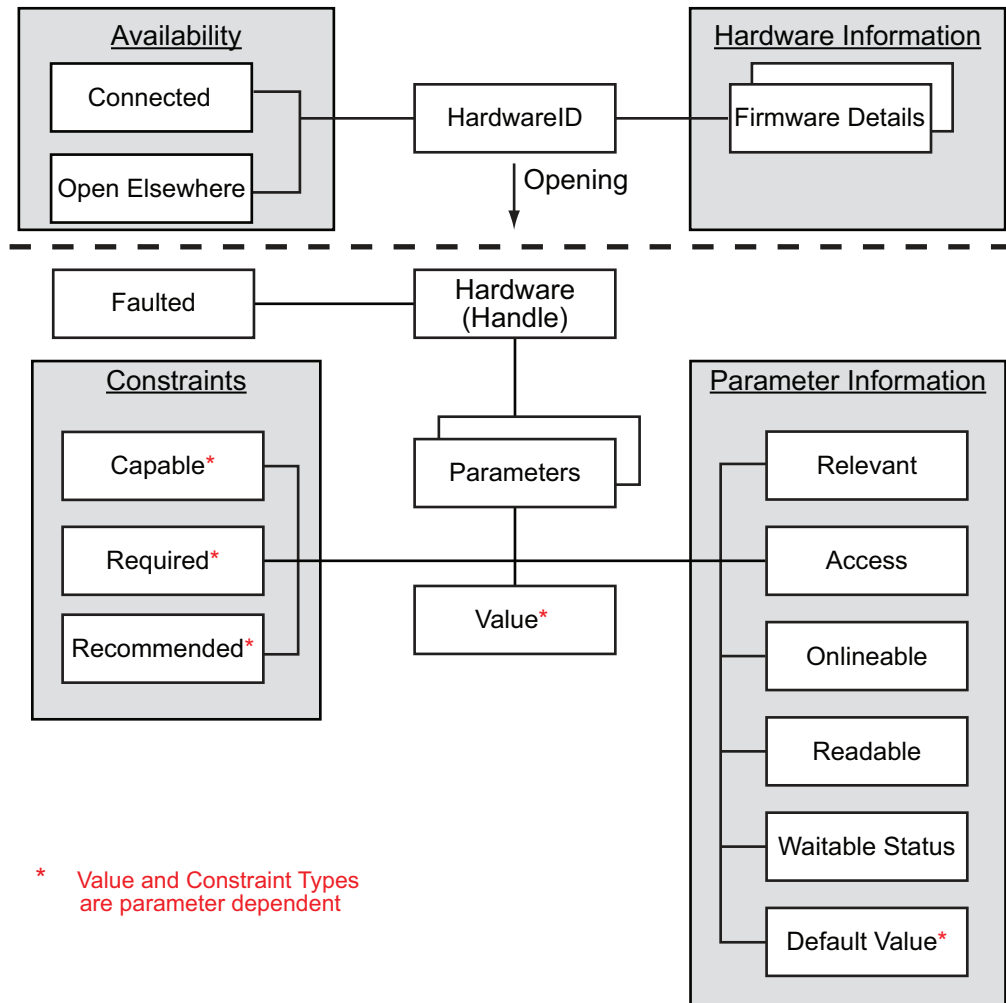 Availability
Connected
Open Elsewhere
HardwareID
Opening
Hardware Information
Firmware Details
Faulted
Hardware
(Handle)
Constraints
Capable*
Required*
Recommended*
Parameters
Value*
Parameter Information
Relevant
Access
Onlineable
Readable
Waitable Status
Default Value*
* Value and Constraint Types
are parameter dependent